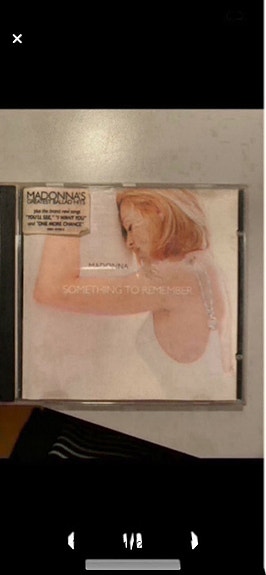 MADONNA'S
GREATEST BALLAD HITS
plus the brand new songs
"YOU'LL SEE," "I WANT YOU"
and "ONE MORE CHANCE"
MADONNA
SOMETHING TO REMEMBER
1/2